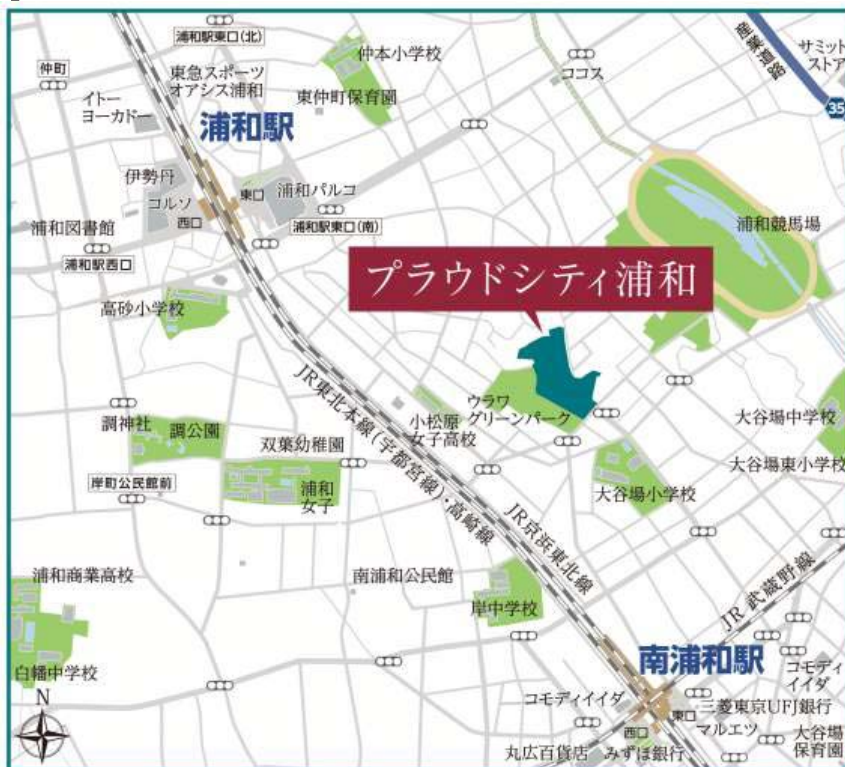 浦和駅東口(北)
仲本小学校
産業道路
サミット
ストア
仲町
東急スポーツ
オアシス浦和
ココス
イトー
ヨーカドー
東仲町保育園
35
浦和駅
伊勢丹
コルソ
東口
西口
浦和パルコ
浦和図書館
浦和駅東口(南)
浦和競馬場
浦和駅西口
プラウドシティ浦和
高砂小学校
JR東北本線(宇都宮線)・高崎線
小松原
女子高校
ウラワ
グリーンパーク
調神社
調公園
双葉幼稚園
大谷場中学校
大谷場東小学校
岸町公民館前
浦和
女子
大谷場小学校
JR京浜東北線
浦和商業高校
南浦和公民館
岸中学校
JR 武蔵野線
白幡中学校
南浦和駅
コモディ
イイダ
N
コモディイイダ
東口
三菱東京UFJ銀行
マルエツ
西口
丸広百貨店
みずほ銀行
大谷場
保育園